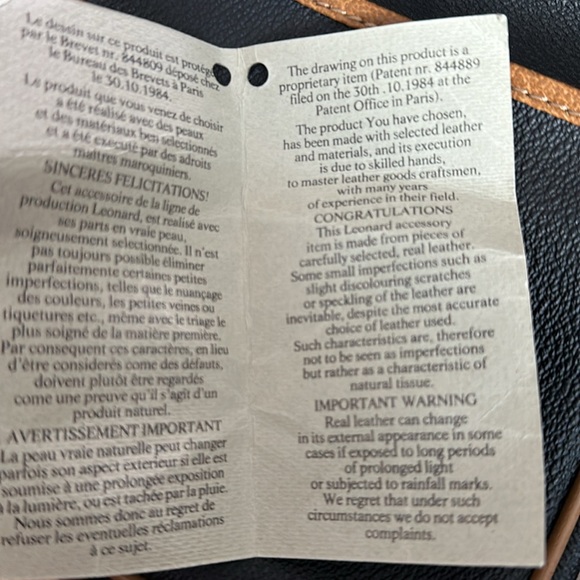 Le dessin sur ce produit est protégé
par le Brevet nr. 844809 déposé chez
le Bureau des Brevets à Paris
le 30.10.1984.
Le produit que vous venez de choisir
a été réalisé avec des peaux
et des matériaux ben selectionnés
et a été executé par des adroits
maîtres maroquiniers.
SINCERES FELICITATIONS!
Cet accessoire de la ligne de
production Leonard, est realisé avec
ses parts en vraie peau,
soigneusement selectionnée. Il n'est
pas toujours possible éliminer
parfaitemente certaines petites
imperfections, telles que le nuançage
des couleurs, les petites veines ou
tiquetures etc., même avec le triage le
plus soigné de la matière première.
Par consequent ces caractères, en lieu
d'être considerés come des défauts,
doivent plutôt être regardés
come une preuve qu'il s'agit d'un
produit naturel.
AVERTISSEMENT IMPORTANT
La peau vraie naturelle peut changer
parfois son aspect exterieur si elle est
soumise à une prolongée exposition
à la lumière, ou est tachée par la pluie.
Nous sommes donc au regret de
refuser les eventuelles réclamations
à ce sujet.
The drawing on this product is a
proprietary item (Patent nr. 844889
filed on the 30th .10.1984 at the
Patent Office in Paris).
The product You have chosen,
has been made with selected leather
and materials, and its execution
is due to skilled hands,
to master leather goods craftsmen,
with many years
of experience in their field.
CONGRATULATIONS
This Leonard accessory
item is made from pieces of
carefully selected, real leather.
Some small imperfections such as
slight discolouring scratches
or speckling of the leather are
inevitable, despite the most accurate
choice of leather used.
Such characteristics are, therefore
not to be seen as imperfections
but rather as a characteristic of
natural tissue.
IMPORTANT WARNING
Real leather can change
in its external appearance in some
cases if exposed to long periods
of prolonged light
or subjected to rainfall marks.
We regret that under such
circumstances we do not accept
complaints.